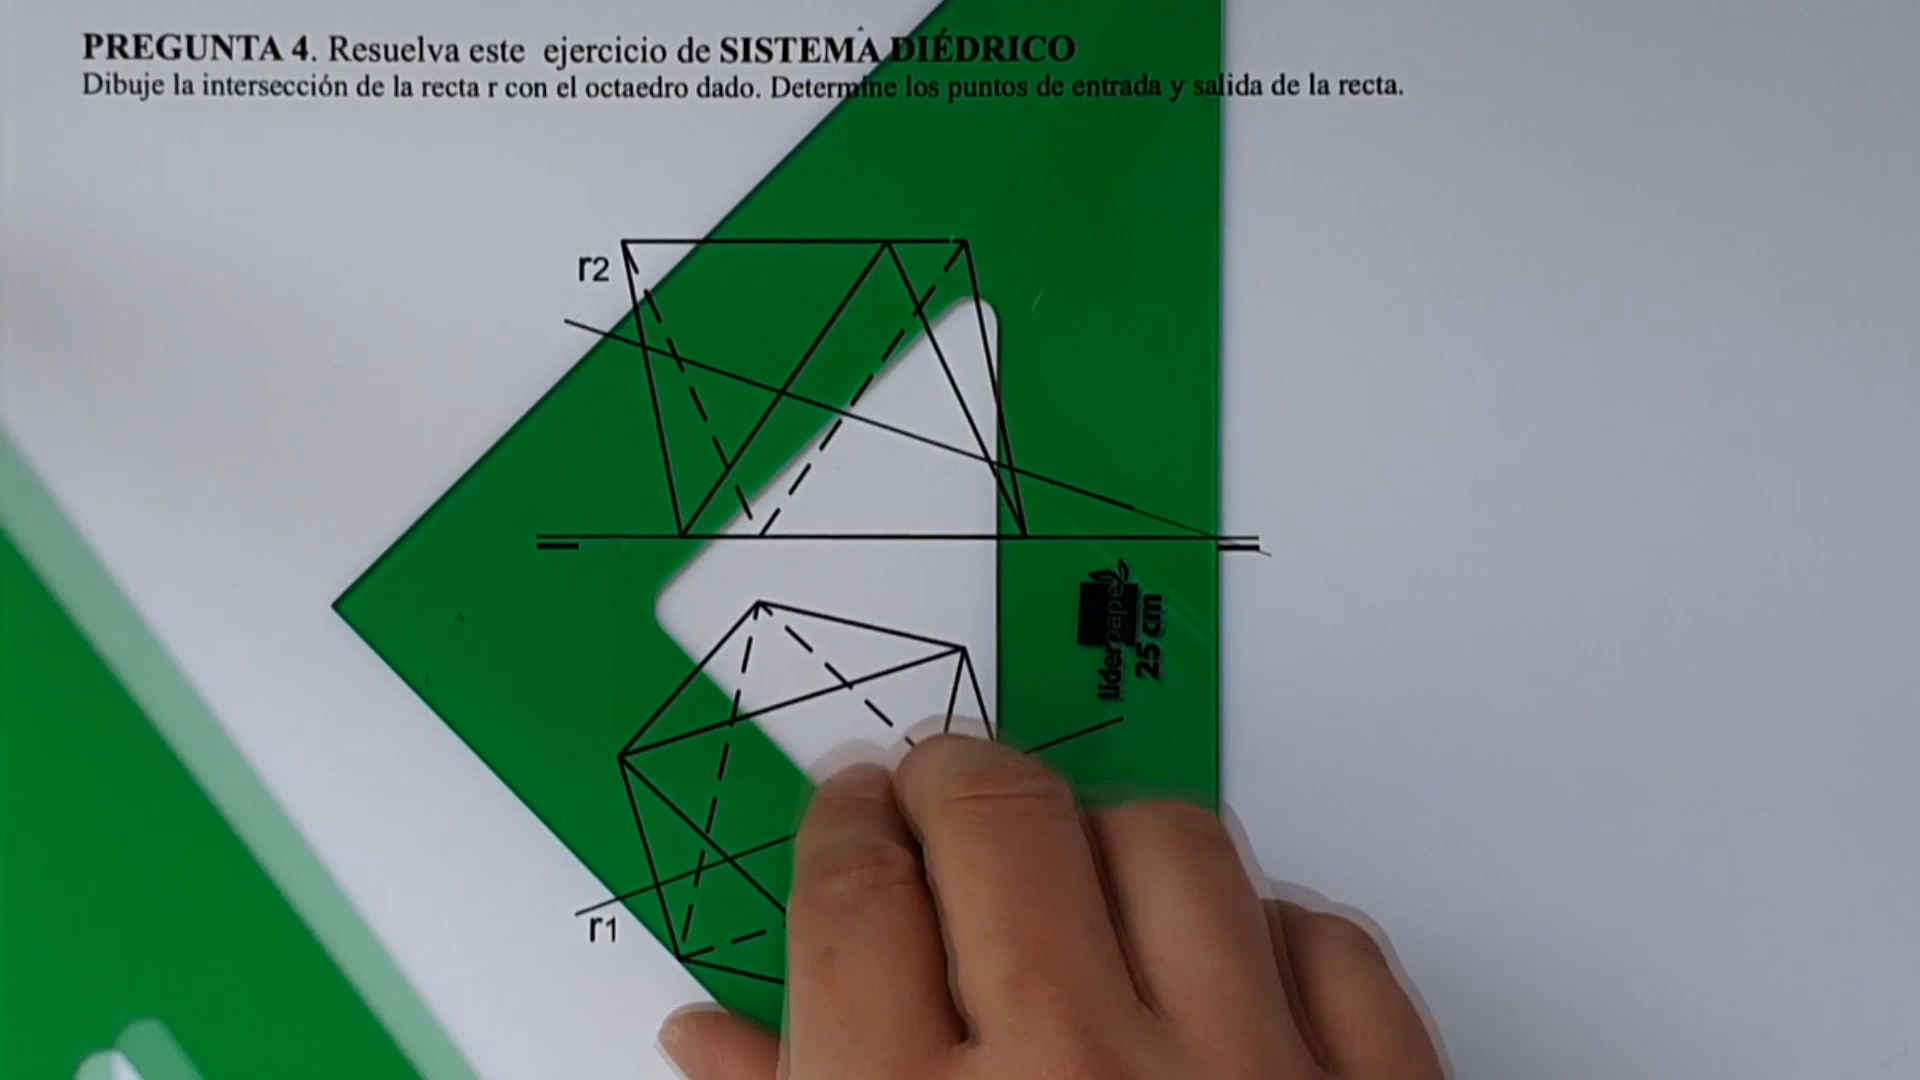 PREGUNTA 4. Resuelva este ejercicio de SISTEMA DIÉDRICO
Dibuje la intersección de la recta r con el octaedro dado. Determine los puntos de entrada y salida de la recta.
r2
liderpapel
25 cm
r1